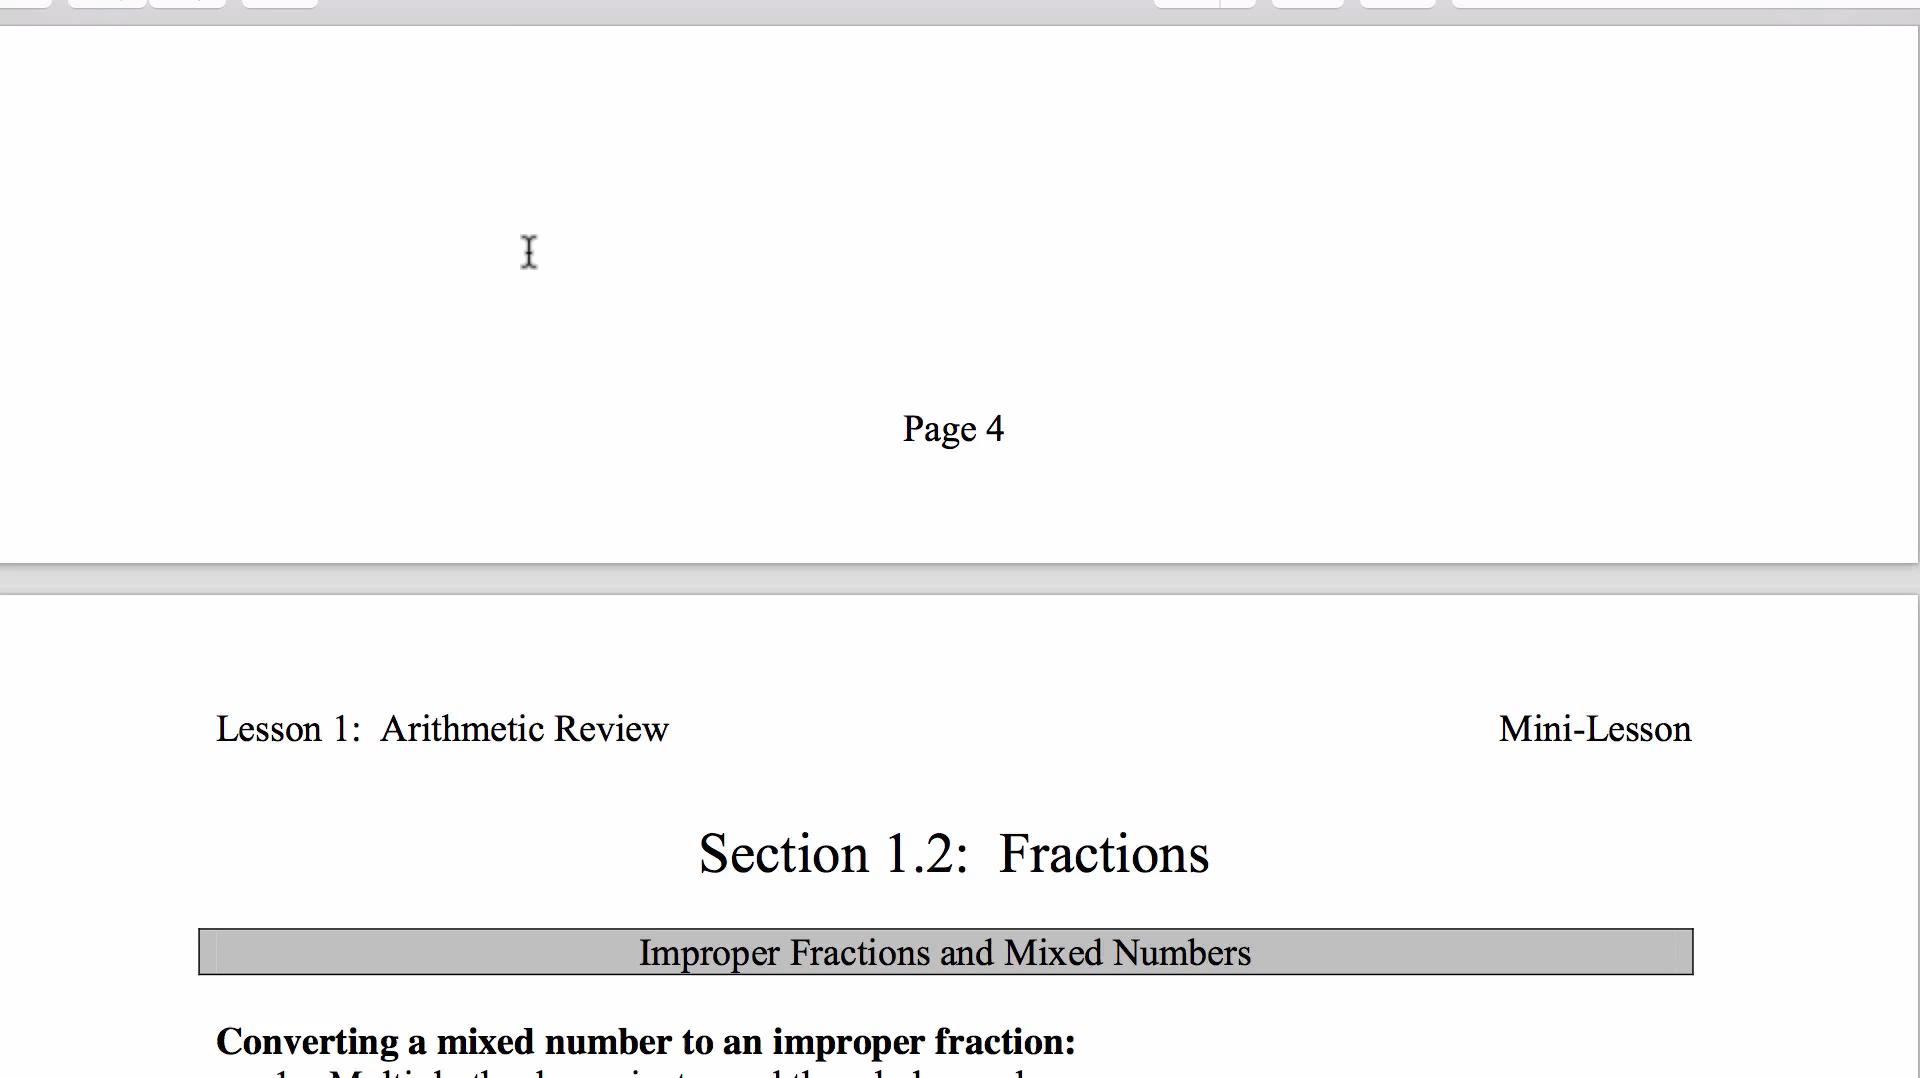 Page 4
Lesson 1: Arithmetic Review
Mini-Lesson
Section 1.2: Fractions
Improper Fractions and Mixed Numbers
Converting a mixed number to an improper fraction: